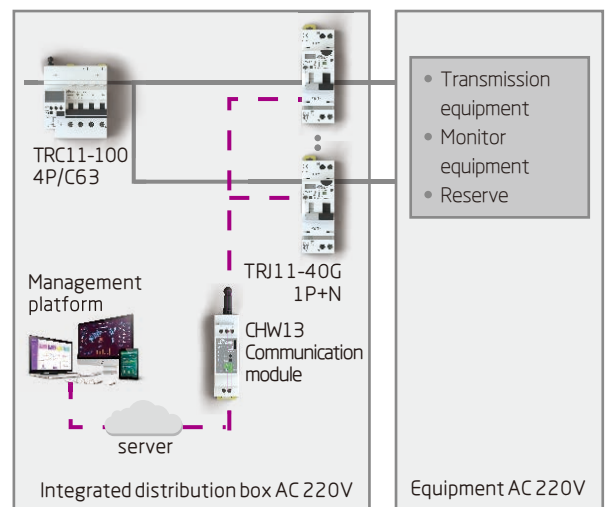 TRC11-100
4P/C63
Transmission
equipment
Monitor
equipment
Reserve
TRJ11-40G
1P+N
Management
platform
CHW13
Communication
module
server
Integrated distribution box AC 220V
Equipment AC 220V